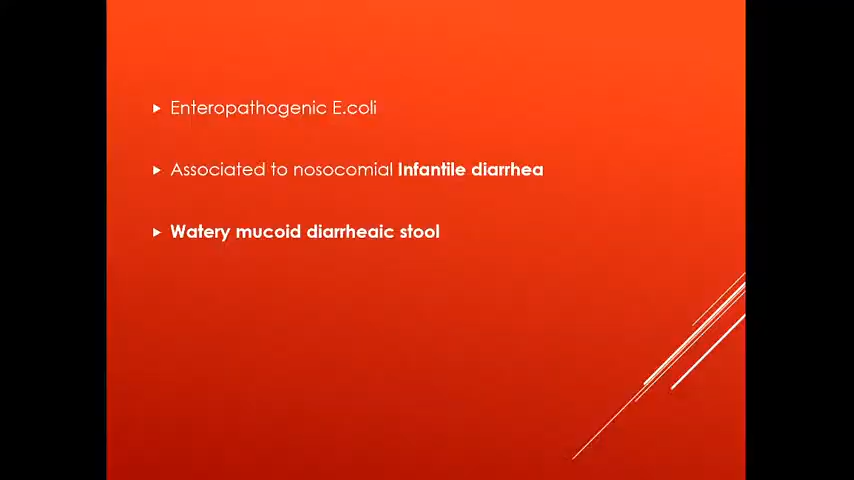 Enteropathogenic E.coli
Associated to nosocomial Infantile diarrhea
Watery mucoid diarrheaic stool